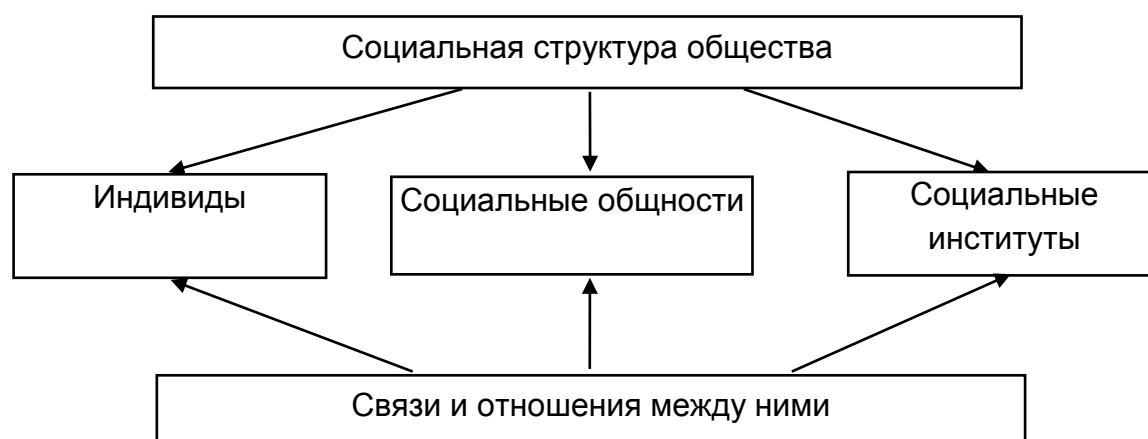 Социальная структура общества
Индивиды
Социальные общности
Социальные
институты
Связи и отношения между ними